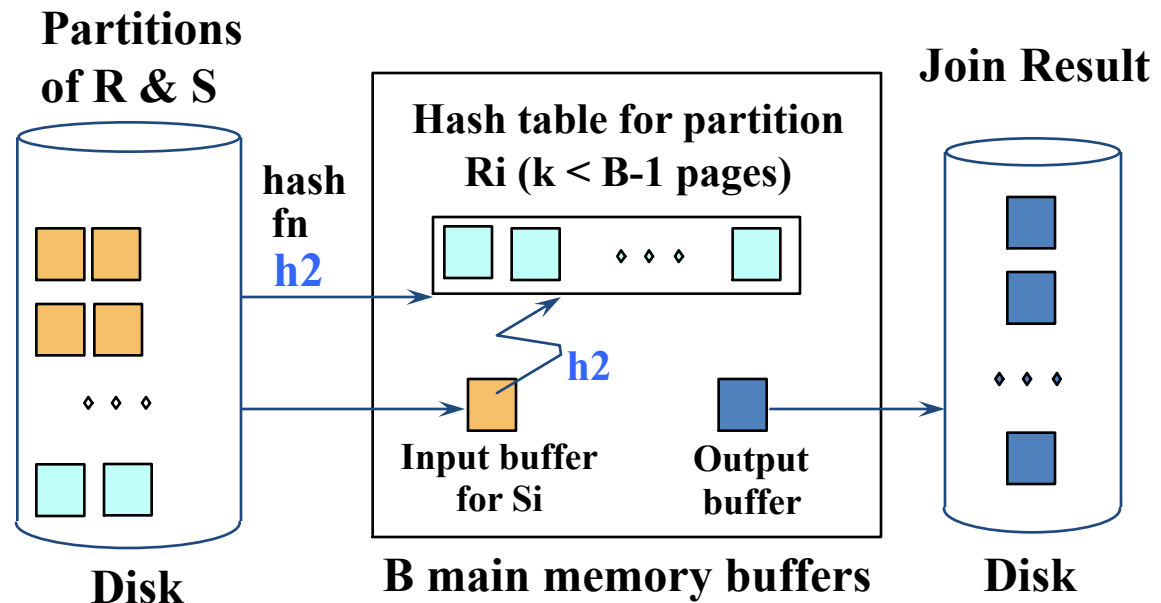 Partitions
of R & S
Join Result
Hash table for partition
Ri (k < B-1 pages)
hash
fn
h2
h2
Input buffer
for Si
Output
buffer
Disk
B main memory buffers
Disk